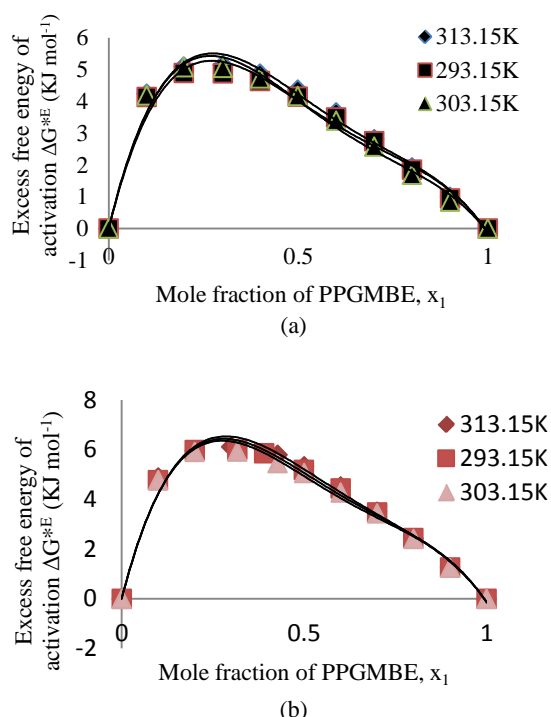 Excess free enegy of
activation ΔG*ᴱ (KJ mol⁻¹)
6
5
4
3
2
1
0
-1
0
0.5
1
313.15K
293.15K
303.15K
Mole fraction of PPGMBE, x₁
(a)
Excess free energy of
activation ΔG*ᴱ (KJ mol⁻¹)
8
6
4
2
0
-2
0
0.5
1
313.15K
293.15K
303.15K
Mole fraction of PPGMBE, x₁
(b)